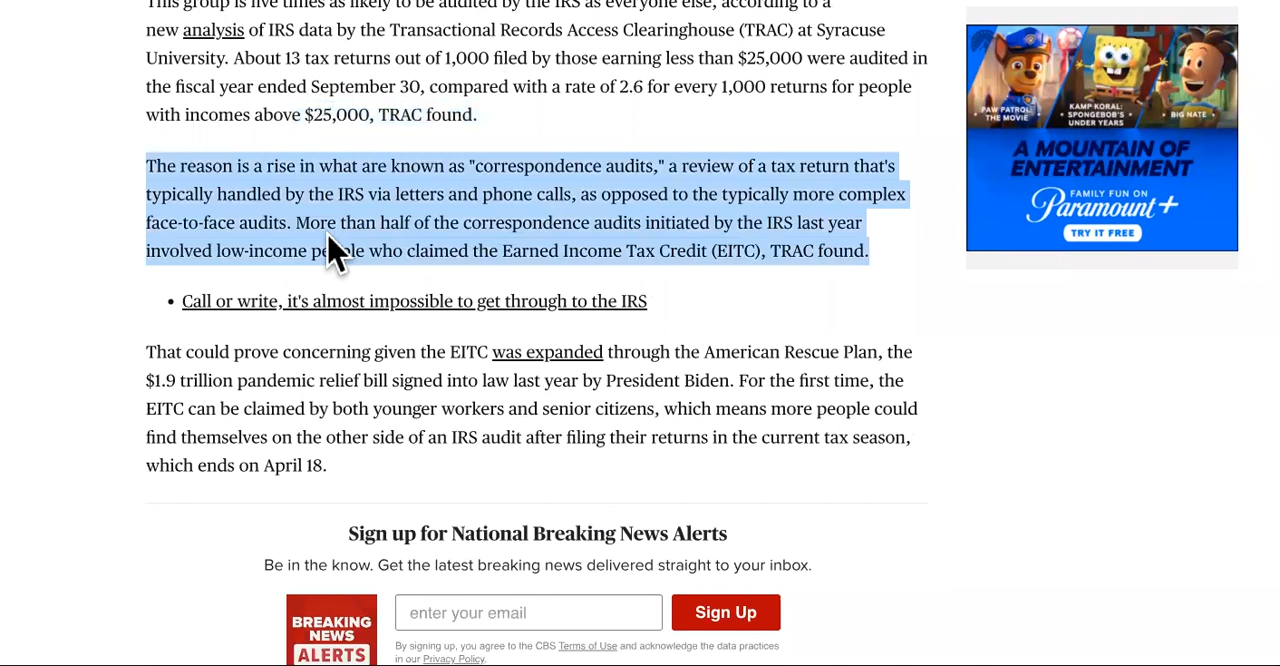 This group is five times as likely to be audited by the IRS as everyone else, according to a
new analysis of IRS data by the Transactional Records Access Clearinghouse (TRAC) at Syracuse
University. About 13 tax returns out of 1,000 filed by those earning less than $25,000 were audited in
the fiscal year ended September 30, compared with a rate of 2.6 for every 1,000 returns for people
with incomes above $25,000, TRAC found.
The reason is a rise in what are known as "correspondence audits," a review of a tax return that's
typically handled by the IRS via letters and phone calls, as opposed to the typically more complex
face-to-face audits. More than half of the correspondence audits initiated by the IRS last year
involved low-income people who claimed the Earned Income Tax Credit (EITC), TRAC found.
• Call or write, it's almost impossible to get through to the IRS
That could prove concerning given the EITC was expanded through the American Rescue Plan, the
$1.9 trillion pandemic relief bill signed into law last year by President Biden. For the first time, the
EITC can be claimed by both younger workers and senior citizens, which means more people could
find themselves on the other side of an IRS audit after filing their returns in the current tax season,
which ends on April 18.
Sign up for National Breaking News Alerts
Be in the know. Get the latest breaking news delivered straight to your inbox.
BREAKING
NEWS
ALERTS
enter your email
Sign Up
By signing up, you agree to the CBS Terms of Use and acknowledge the data practices
in our Privacy Policy.
PAW PATROL:
THE MOVIE
KAMP KORAL:
SPONGEBOB'S
UNDER YEARS
BIG NATE
A MOUNTAIN OF
ENTERTAINMENT
FAMILY FUN ON
Paramount+
TRY IT FREE